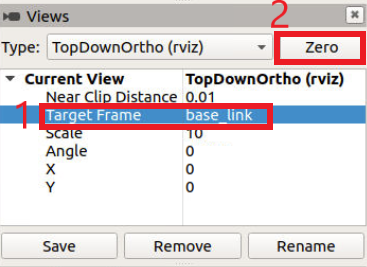 Views
2
Type: TopDownOrtho (rviz) Zero
Current View TopDownOrtho (rviz)
Near Clip Distance 0.01
1 Target Frame base_link
Scale 10
Angle 0
X 0
Y 0
Save Remove Rename